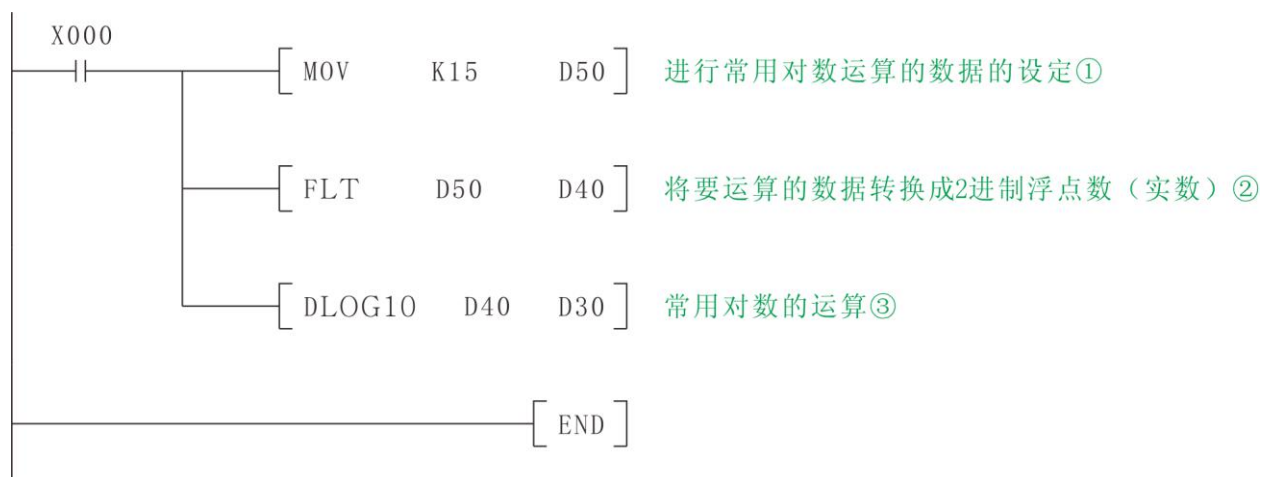 X000
MOV K15 D50 进行常用对数运算的数据的设定①
FLT D50 D40 将要运算的数据转换成2进制浮点数（实数）②
DLOG10 D40 D30 常用对数的运算③
END